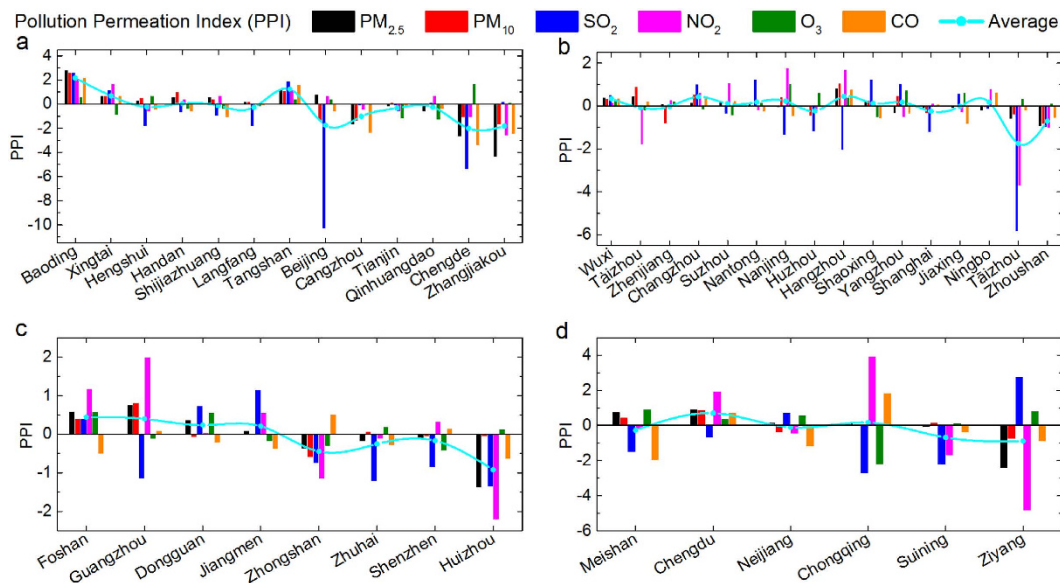 Pollution Permeation Index (PPI) PM2.5 PM10 SO2 NO2 O3 CO Average
a
PPI
4
2
0
-2
-4
-6
-8
-10
Baoding
Xingtai
Hengshui
Handan
Shijiazhuang
Langfang
Tangshan
Beijing
Cangzhou
Tianjin
Qinhuangdao
Chengde
Zhangjiakou
b
PPI
2
0
-2
-4
-6
Wuxi
Tàizhou
Zhenjiang
Changzhou
Suzhou
Nantong
Nanjing
Huzhou
Hangzhou
Shaoxing
Yangzhou
Shanghai
Jiaxing
Ningbo
Tāizhou
Zhoushan
c
PPI
2
1
0
-1
-2
Foshan
Guangzhou
Dongguan
Jiangmen
Zhongshan
Zhuhai
Shenzhen
Huizhou
d
PPI
4
2
0
-2
-4
-6
Meishan
Chengdu
Neijiang
Chongqing
Suining
Ziyang